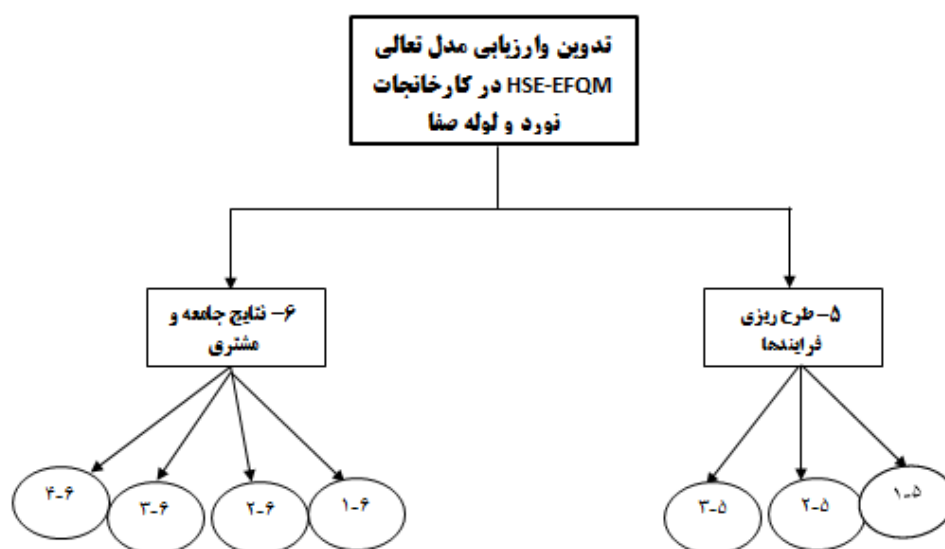 تدوین وارزیابی مدل تعالی
HSE-EFQM در کارخانجات
نورد و لوله صفا
۵- طرح ریزی
فرایندها
۶- نتایج جامعه و
مشتری
۱-۵
۲-۵
۳-۵
۱-۶
۲-۶
۳-۶
۴-۶